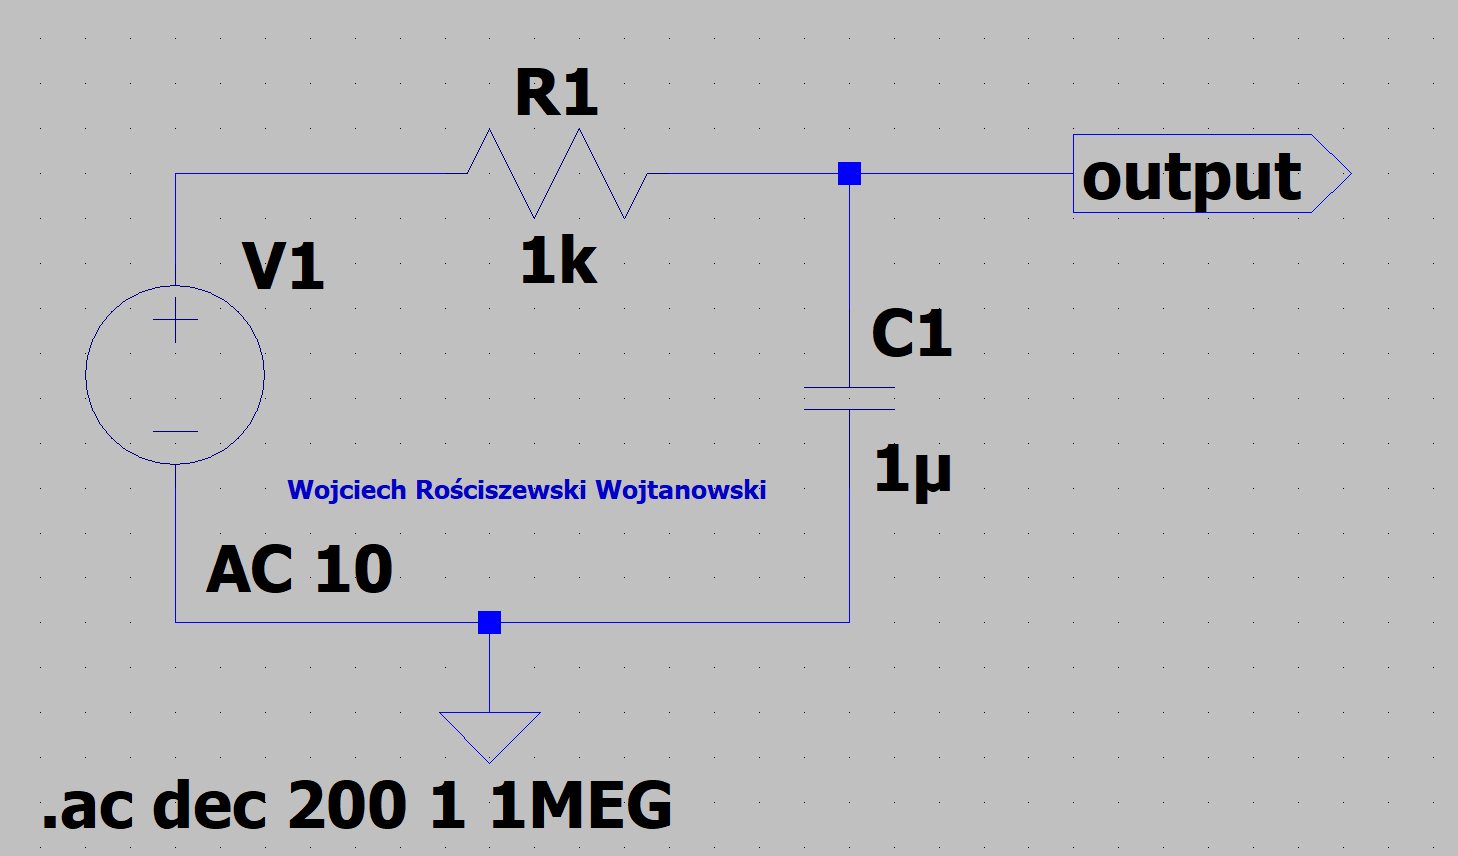 R1
output
V1
1k
C1
1µ
Wojciech Rościszewski Wojtanowski
AC 10
.ac dec 200 1 1MEG